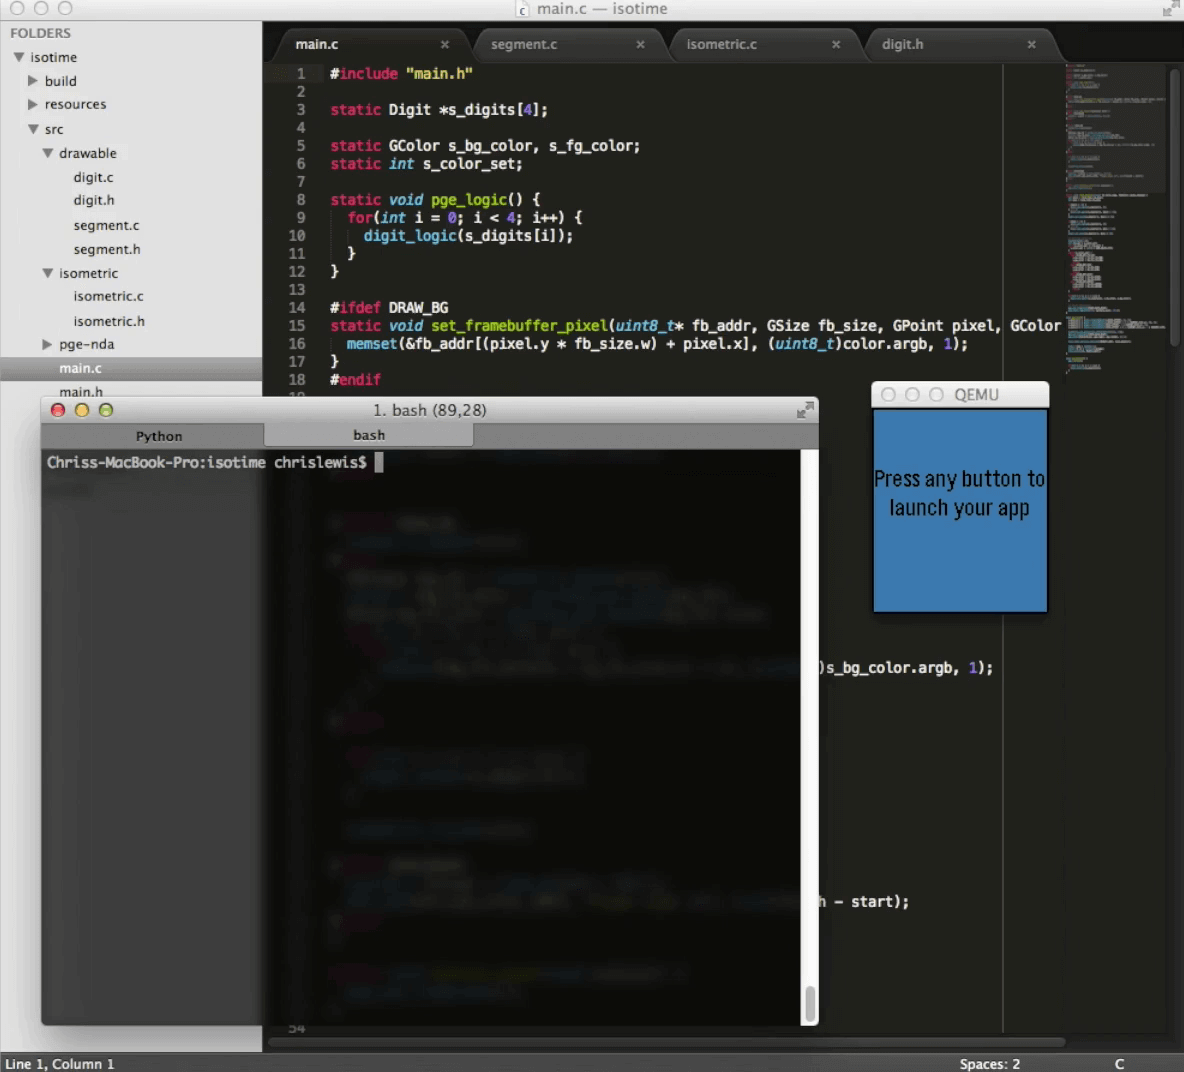 main.c — isotime
FOLDERS
isotime
build
resources
src
drawable
digit.c
digit.h
segment.c
segment.h
isometric
isometric.c
isometric.h
pge-nda
main.c
main.h
main.c × segment.c × isometric.c × digit.h ×
1 #include "main.h"
2
3 static Digit *s_digits[4];
4
5 static GColor s_bg_color, s_fg_color;
6 static int s_color_set;
7
8 static void pge_logic() {
9 for(int i = 0; i < 4; i++) {
10 digit_logic(s_digits[i]);
11 }
12 }
13
14 #ifdef DRAW_BG
15 static void set_framebuffer_pixel(uint8_t* fb_addr, GSize fb_size, GPoint pixel, GColor
16 memset(&fb_addr[(pixel.y * fb_size.w) + pixel.x], (uint8_t)color.argb, 1);
17 }
18 #endif
1. bash (89,28)
Python bash
Chriss-MacBook-Pro:isotime chrislewis$
QEMU
Press any button to
launch your app
)s_bg_color.argb, 1);
h - start);
54
Line 1, Column 1 Spaces: 2 C